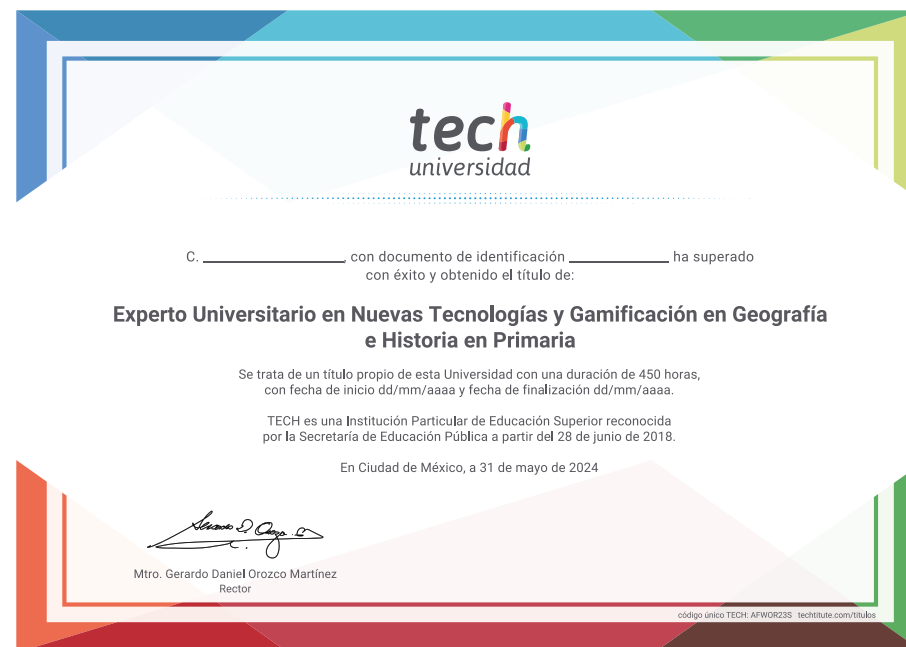 tech
universidad
C. ____________________, con documento de identificación ______________ ha superado
con éxito y obtenido el título de:
Experto Universitario en Nuevas Tecnologías y Gamificación en Geografía
e Historia en Primaria
Se trata de un título propio de esta Universidad con una duración de 450 horas,
con fecha de inicio dd/mm/aaaa y fecha de finalización dd/mm/aaaa.
TECH es una Institución Particular de Educación Superior reconocida
por la Secretaría de Educación Pública a partir del 28 de junio de 2018.
En Ciudad de México, a 31 de mayo de 2024
Mtro. Gerardo Daniel Orozco Martínez
Rector
código único TECH: AFWOR23S techtitute.com/titulos